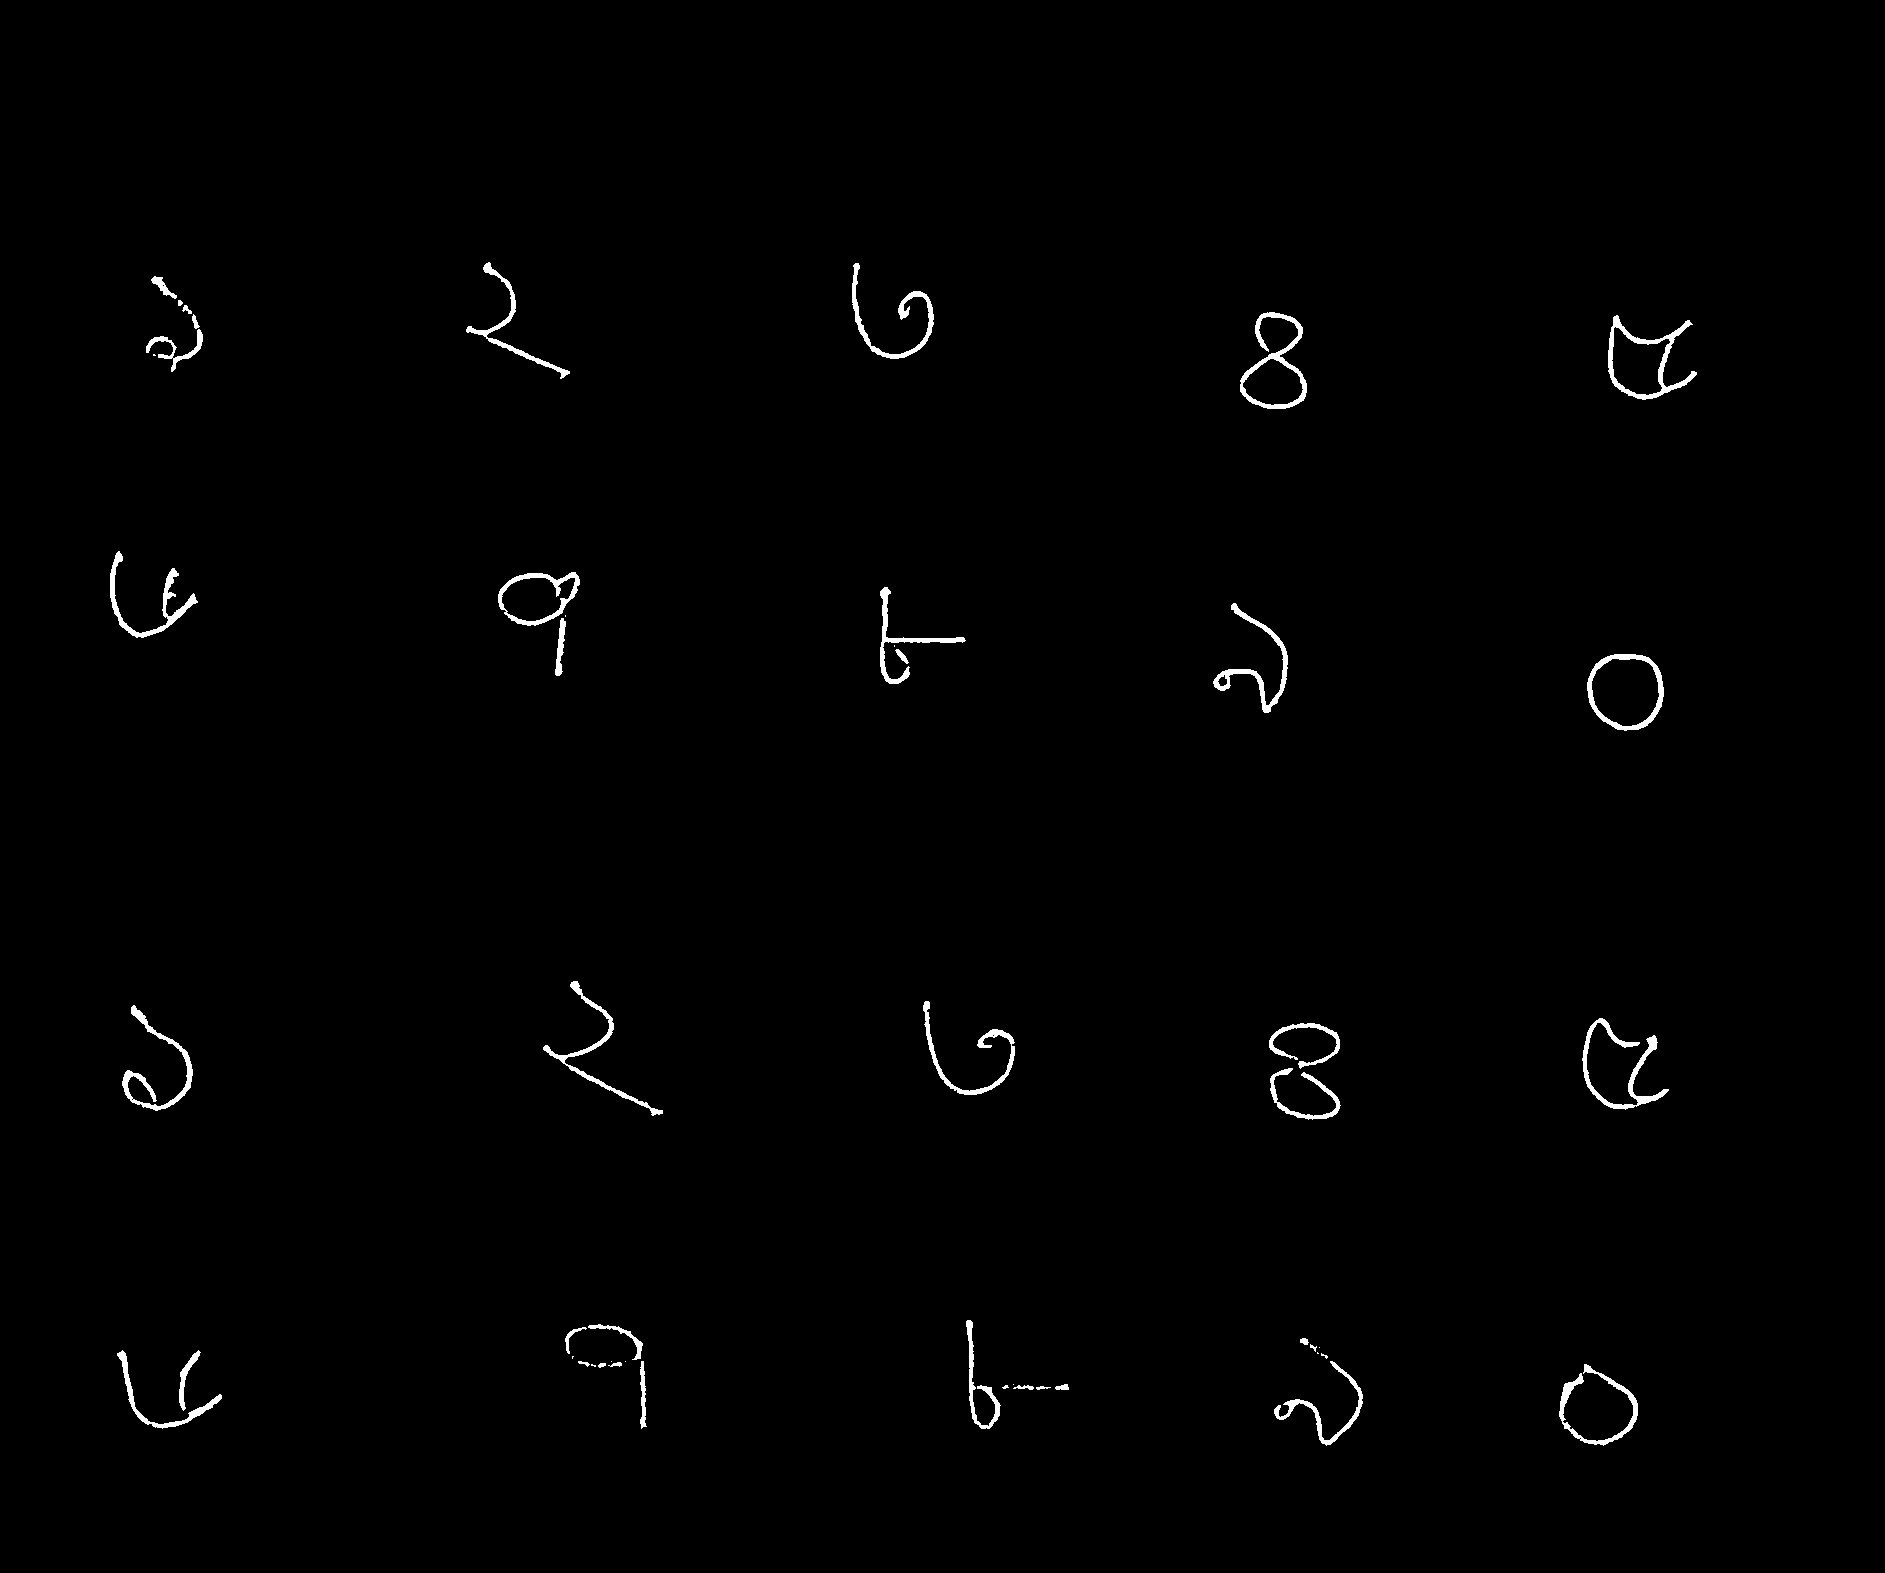 ১ ২ ৩ ৪ ৫
৬ ৭ ৮ ৯ ০
১ ২ ৩ ৪ ৫
৬ ৭ ৮ ৯ ০